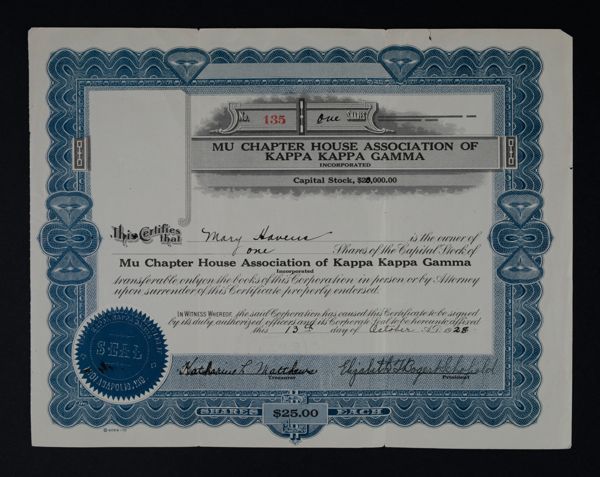 No. 135 One Shares
MU CHAPTER HOUSE ASSOCIATION OF
KAPPA KAPPA GAMMA
INCORPORATED
Capital Stock, $20,000.00
This Certifies that Mary Havens is the owner of
one Shares of the Capital Stock of
Mu Chapter House Association of Kappa Kappa Gamma
Incorporated
transferable only on the books of this Corporation in person or by Attorney
upon surrender of this Certificate properly endorsed.
IN WITNESS WHEREOF, the said Corporation has caused this Certificate to be signed
by its duly authorized officers and its Corporate Seal to be hereunto affixed
this 13th day of October A.D. 1928
SEAL
INDIANAPOLIS, IND
Katharine L. Matthews
Treasurer
President
SHARES $25.00 EACH